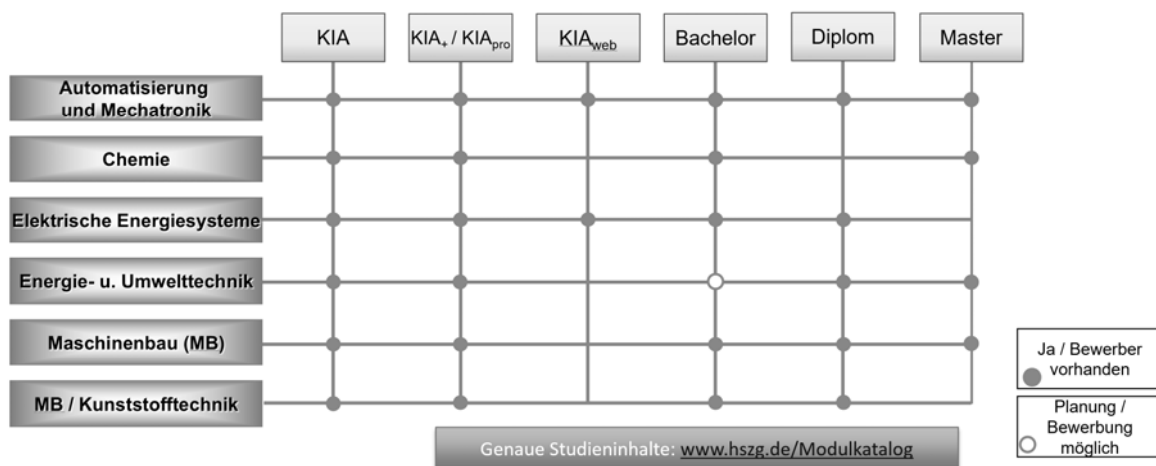 KIA
KIA+ / KIApro
KIAweb
Bachelor
Diplom
Master
Automatisierung
und Mechatronik
Chemie
Elektrische Energiesysteme
Energie- u. Umwelttechnik
Maschinenbau (MB)
MB / Kunststofftechnik
Ja / Bewerber
vorhanden
Planung /
Bewerbung
möglich
Genaue Studieninhalte: www.hszg.de/Modulkatalog